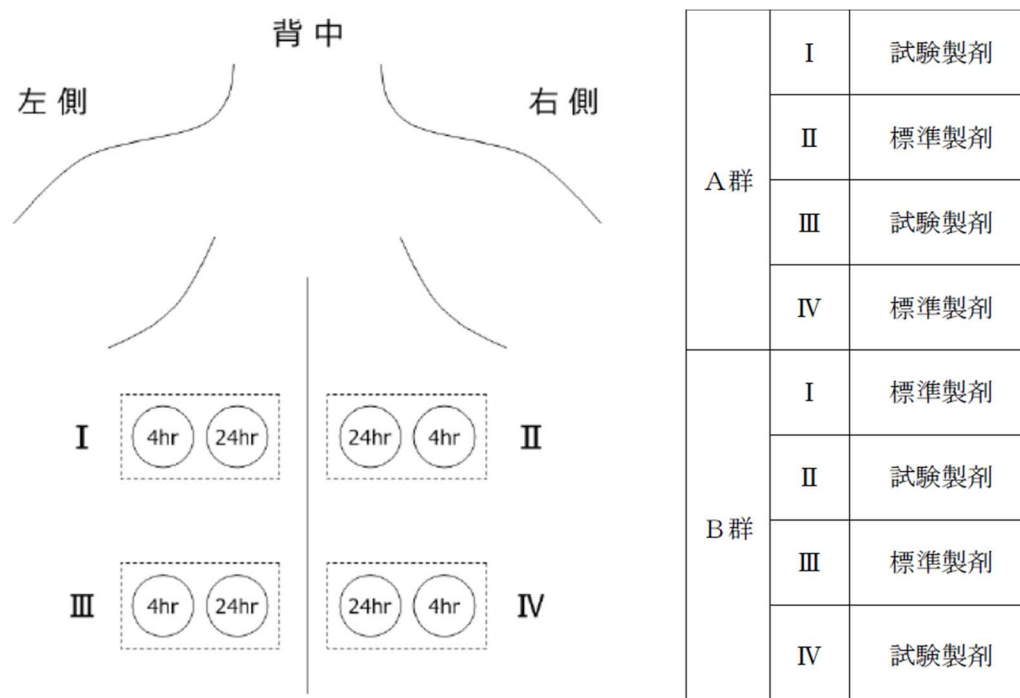 背中
左側
右側
Ⅰ 4hr 24hr 24hr 4hr Ⅱ
Ⅲ 4hr 24hr 24hr 4hr Ⅳ
A群
Ⅰ 試験製剤
Ⅱ 標準製剤
Ⅲ 試験製剤
Ⅳ 標準製剤
B群
Ⅰ 標準製剤
Ⅱ 試験製剤
Ⅲ 標準製剤
Ⅳ 試験製剤